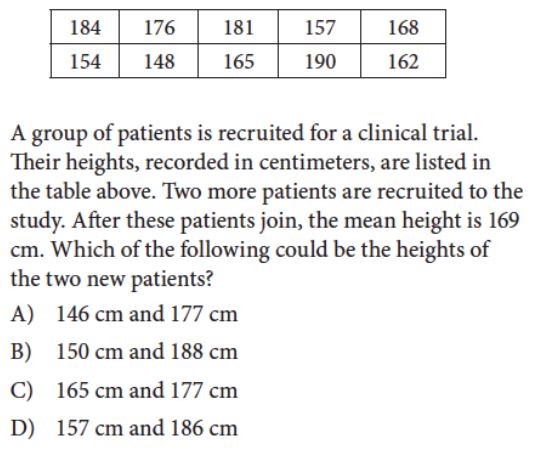 184 176 181 157 168
154 148 165 190 162
A group of patients is recruited for a clinical trial.
Their heights, recorded in centimeters, are listed in
the table above. Two more patients are recruited to the
study. After these patients join, the mean height is 169
cm. Which of the following could be the heights of
the two new patients?
A) 146 cm and 177 cm
B) 150 cm and 188 cm
C) 165 cm and 177 cm
D) 157 cm and 186 cm